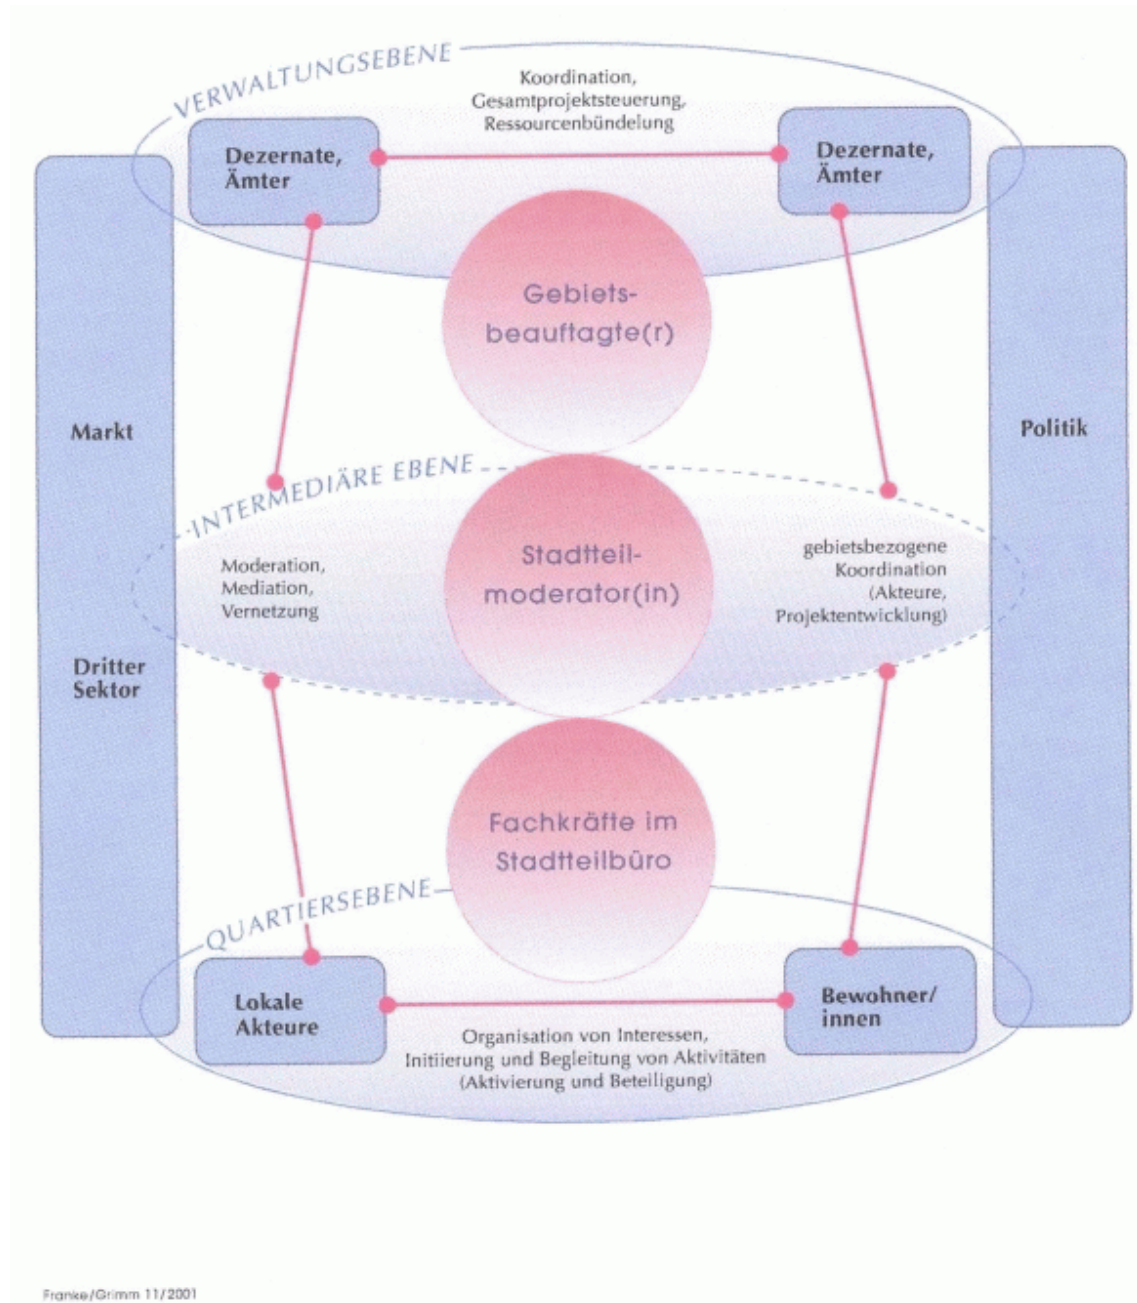 VERWALTUNGSEBENE
Koordination,
Gesamtprojektsteuerung,
Ressourcenbündelung
Dezernate,
Ämter
Dezernate,
Ämter
Gebiets-
beauftagte(r)
Markt
Politik
INTERMEDIÄRE EBENE
Moderation,
Mediation,
Vernetzung
Stadtteil-
moderator(in)
gebietsbezogene
Koordination
(Akteure,
Projektentwicklung)
Dritter
Sektor
Fachkräfte im
Stadtteilbüro
QUARTIERSEBENE
Lokale
Akteure
Bewohner/
innen
Organisation von Interessen,
Initiierung und Begleitung von Aktivitäten
(Aktivierung und Beteiligung)
Franke/Grimm 11/2001